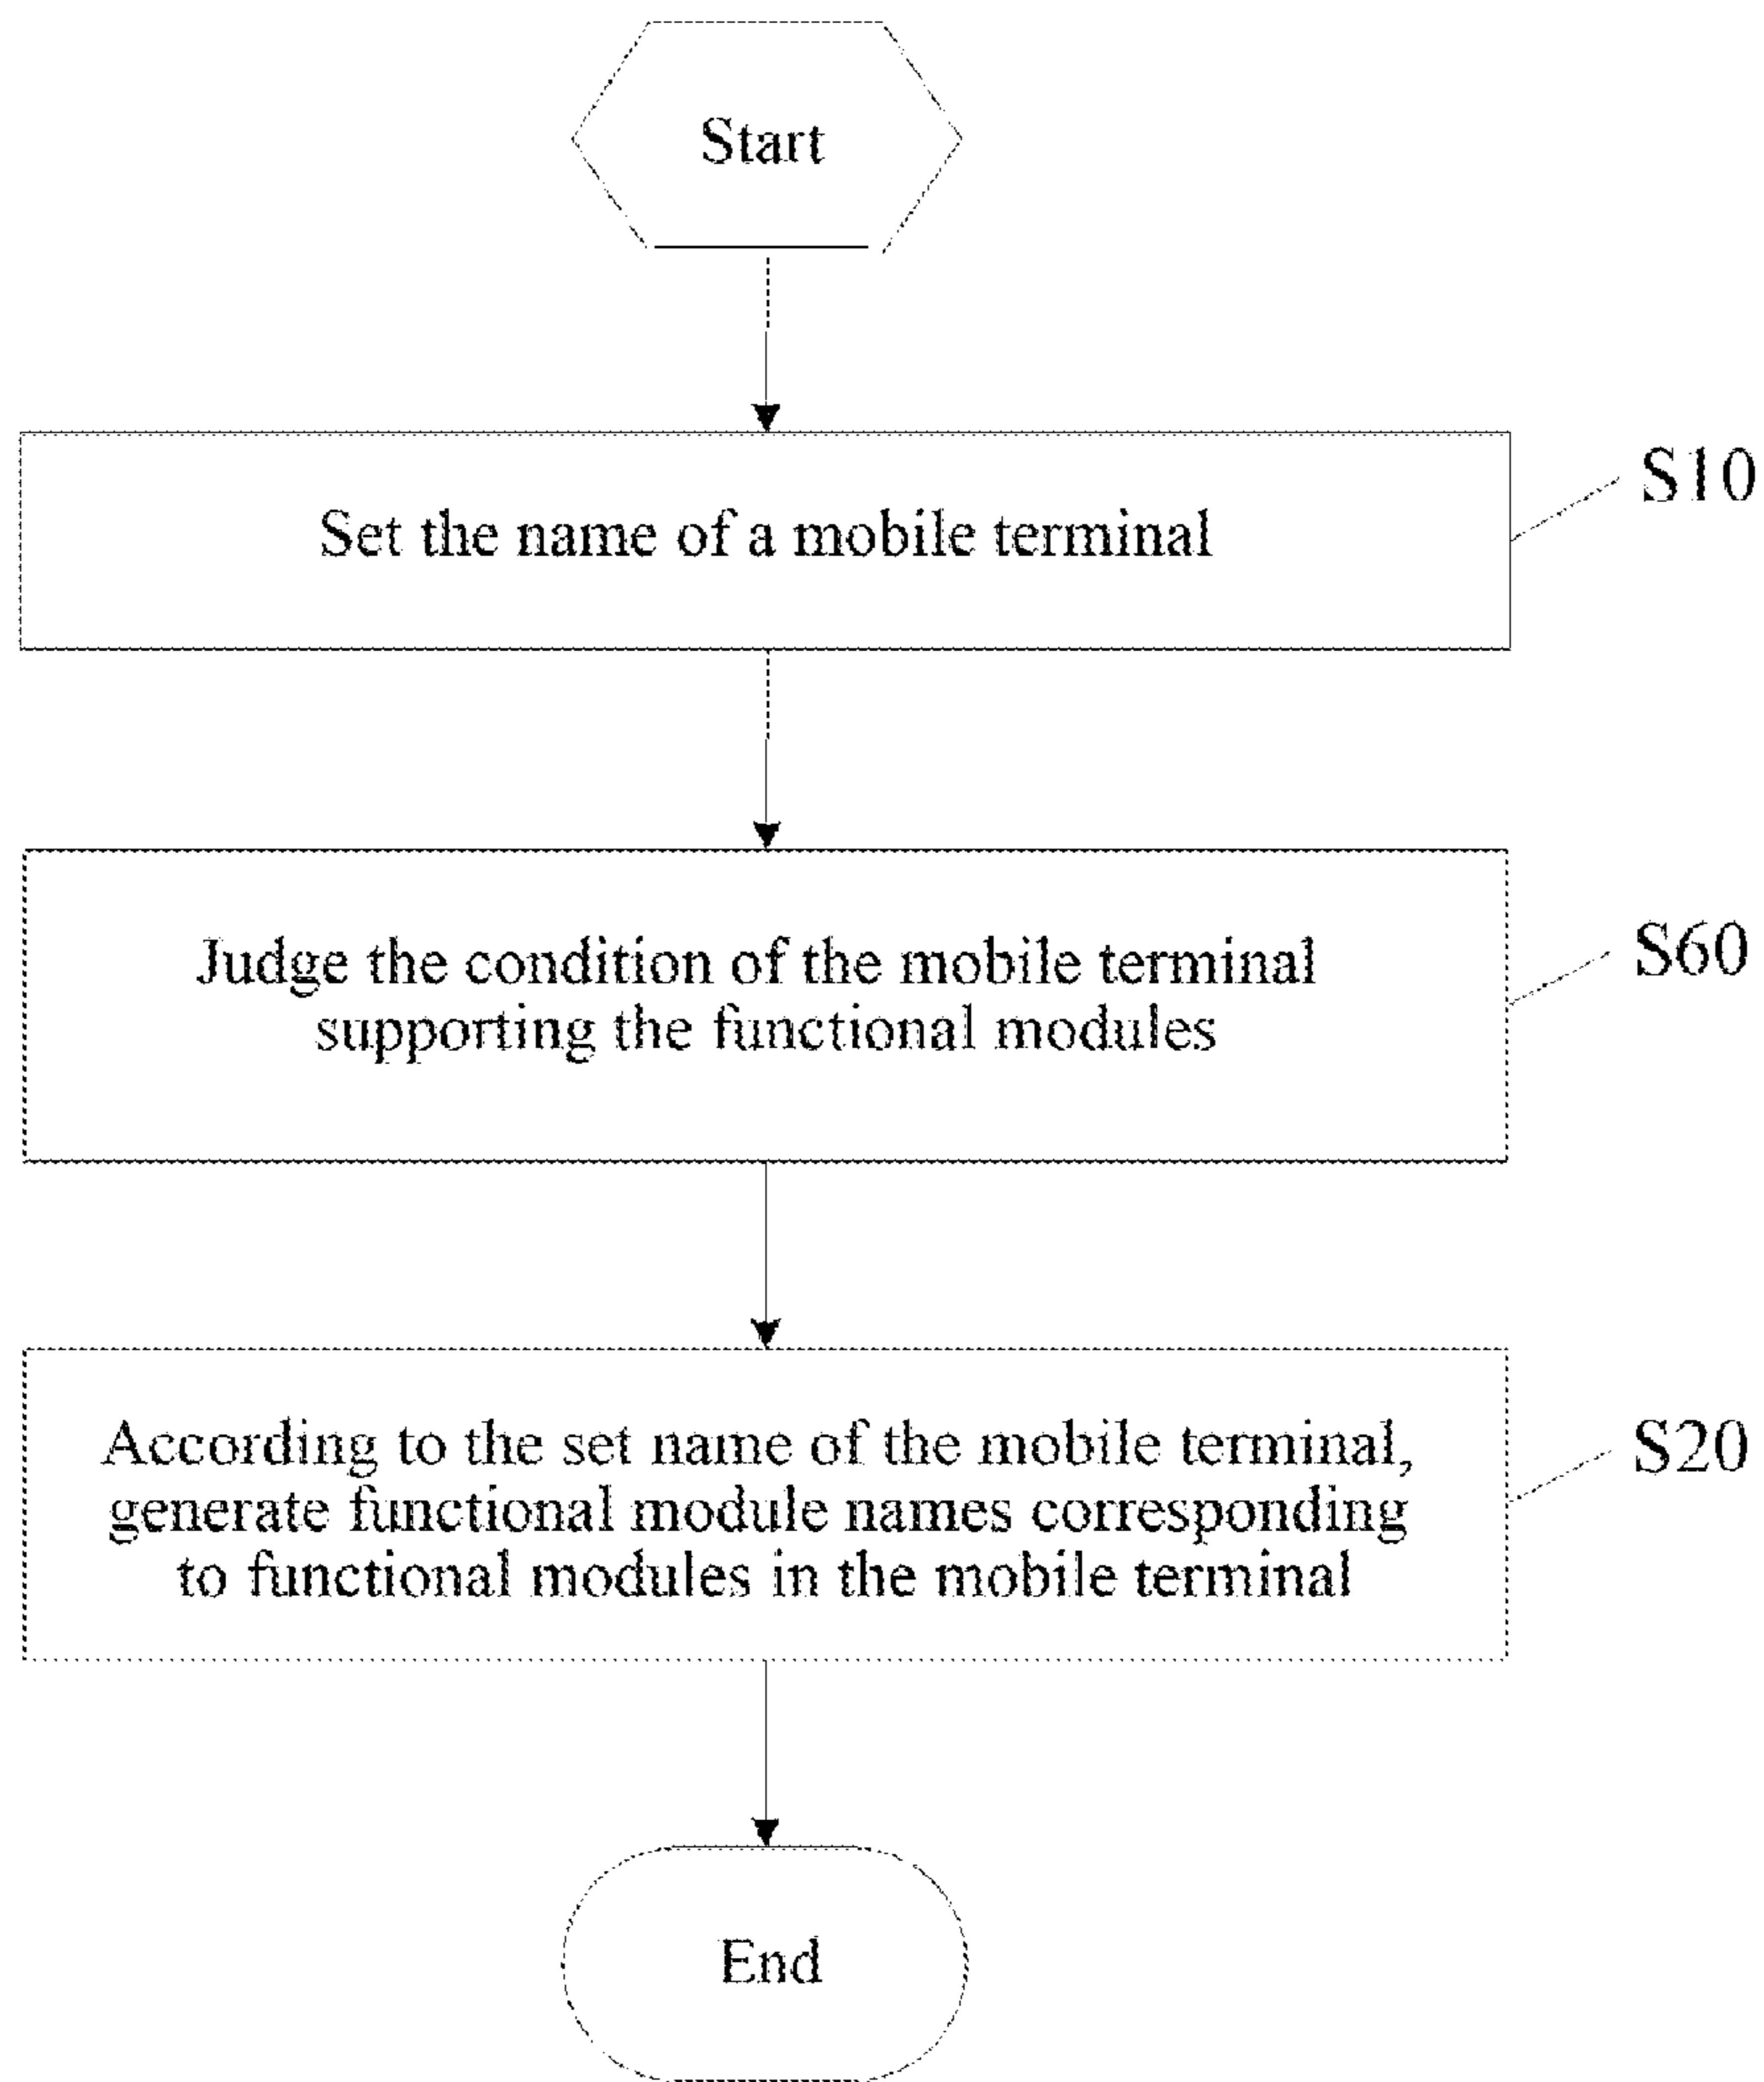 Start
Set the name of a mobile terminal
S10
Judge the condition of the mobile terminal
supporting the functional modules
S60
According to the set name of the mobile terminal,
generate functional module names corresponding
to functional modules in the mobile terminal
S20
End